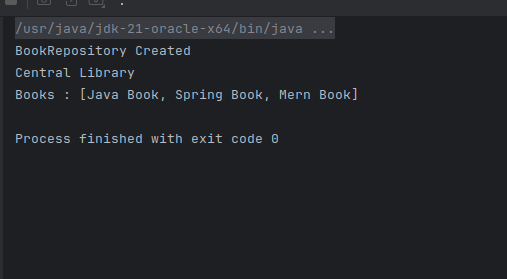 /usr/java/jdk-21-oracle-x64/bin/java ...
BookRepository Created
Central Library
Books : [Java Book, Spring Book, Mern Book]
Process finished with exit code 0